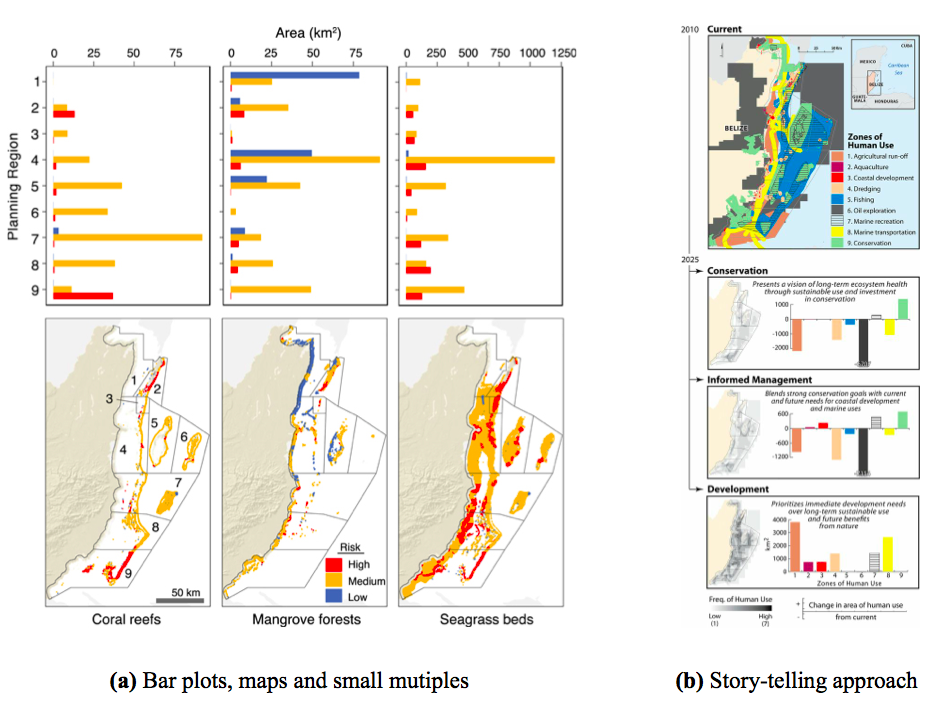 Area (km²)
0 25 50 75
0 25 50 75
0 250 500 750 1000 1250
Planning Region
1
2
3
4
5
6
7
8
9
1
2
3
4
5
6
7
8
9
Risk
High
Medium
Low
50 km
Coral reefs
Mangrove forests
Seagrass beds
(a) Bar plots, maps and small mutiples
2010
Current
CUBA
MEXICO
Carribean
Sea
BELIZE
GUATE-
MALA
HONDURAS
BELIZE
Zones of
Human Use
1. Agricultural run-off
2. Aquaculture
3. Coastal development
4. Dredging
5. Fishing
6. Oil exploration
7. Marine recreation
8. Marine transportation
9. Conservation
2025
Conservation
Presents a vision of long-term ecosystem health
through sustainable use and investment
in conservation
1000
0
-1000
-2000
Informed Management
Blends strong conservation goals with current
and future needs for coastal development
and marine uses
600
0
-600
-1200
Development
Prioritizes immediate development needs
over long-term sustainable use
and future benefits
from nature
km²
4000
3000
2000
1000
0
1 2 3 4 5 6 7 8 9
Zones of Human Use
Freq. of Human Use
Low High
(1) (7)
+ Change in area of human use
- from current
(b) Story-telling approach